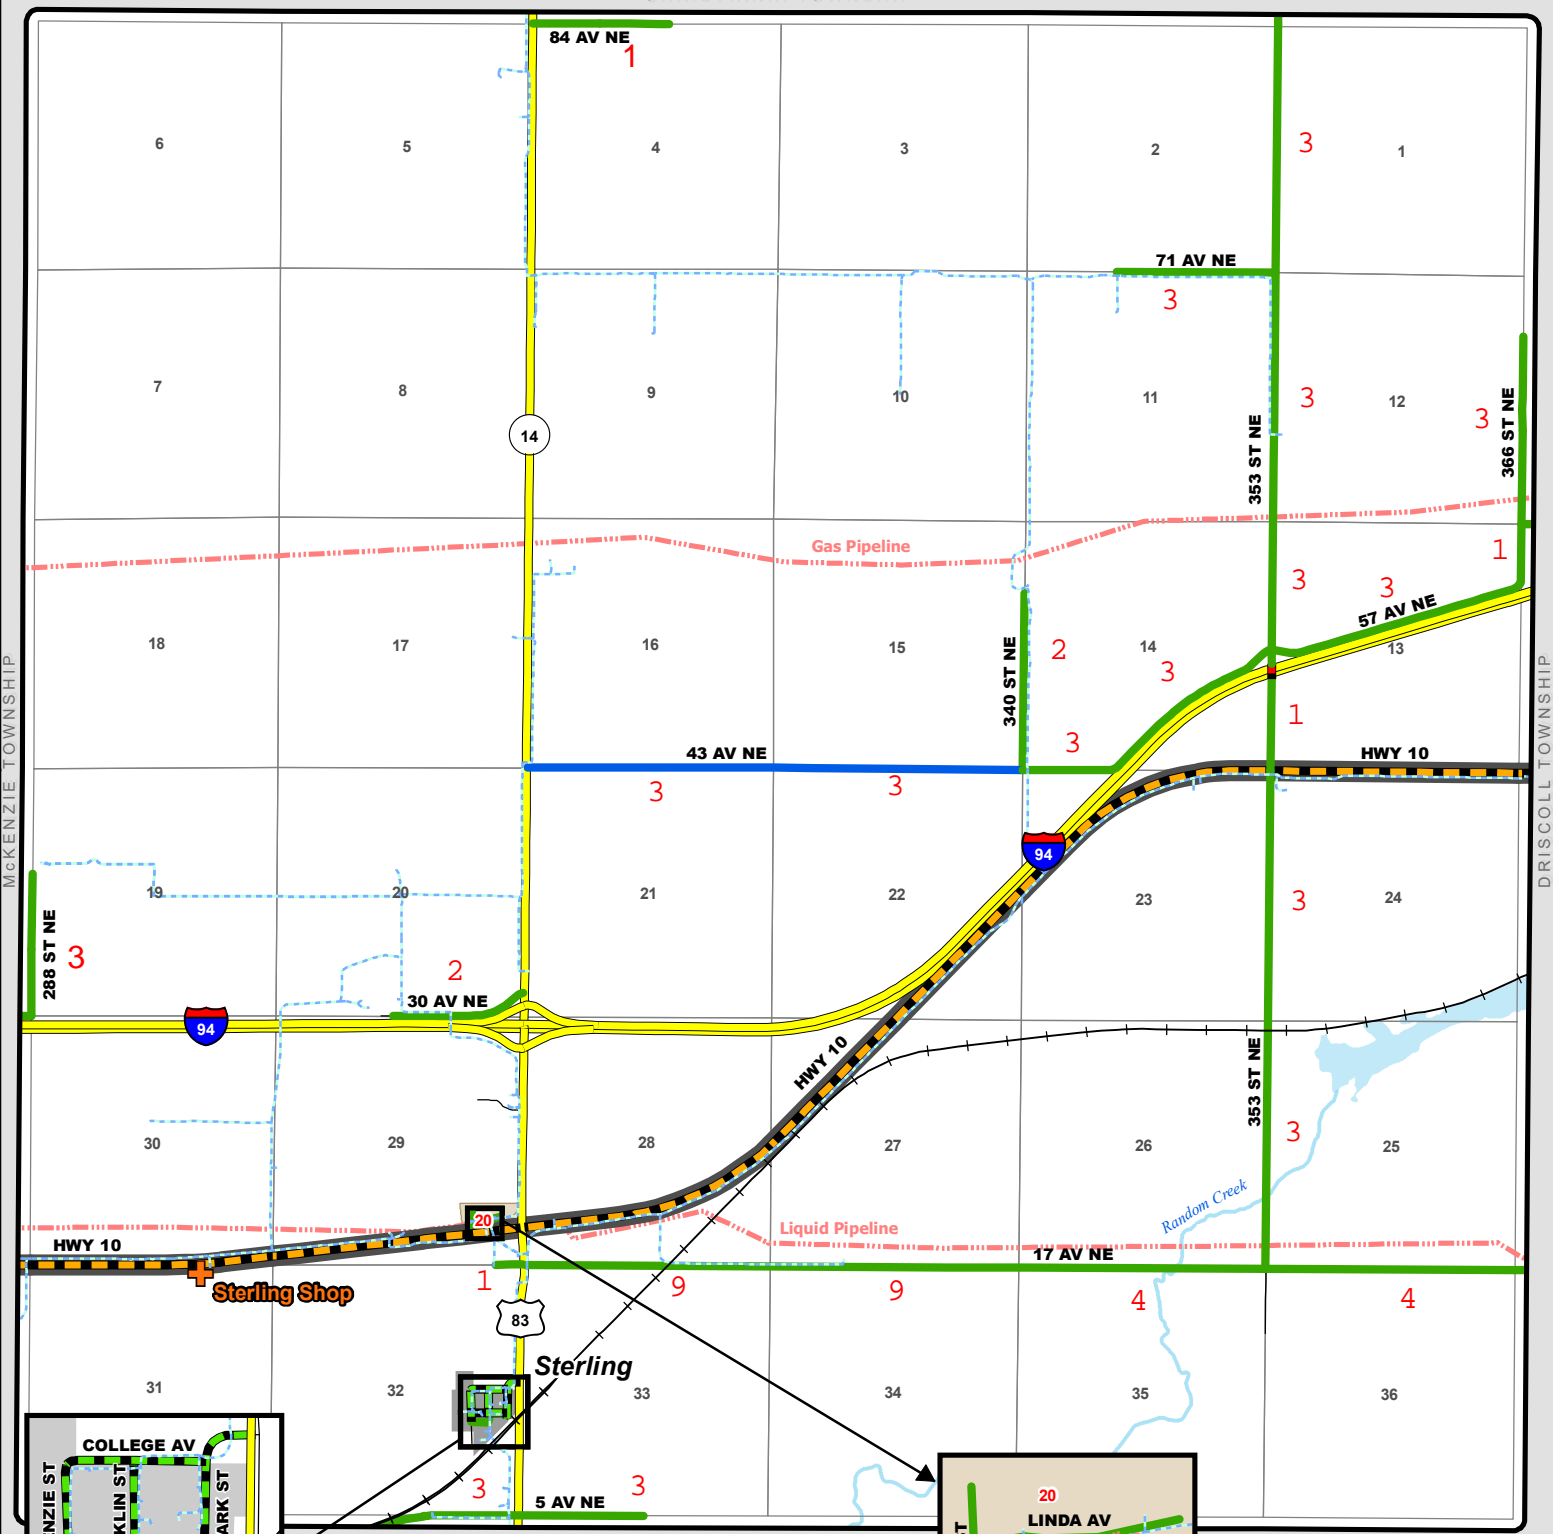 84 AV NE
1
6
5
4
3
2
3
1
71 AV NE
3
7
8
9
10
11
3
12
3
366 ST NE
353 ST NE
14
Gas Pipeline
1
3
3
57 AV NE
18
17
16
15
340 ST NE
2
14
3
13
McKENZIE TOWNSHIP
DRISCOLL TOWNSHIP
1
3
43 AV NE
HWY 10
3
3
94
19
20
21
22
23
3
24
288 ST NE
3
2
30 AV NE
94
HWY 10
353 ST NE
30
29
28
27
26
3
25
Random Creek
20
Liquid Pipeline
HWY 10
17 AV NE
1
9
9
4
4
Sterling Shop
83
Sterling
31
32
33
34
35
36
3
3
5 AV NE
COLLEGE AV
20
LINDA AV